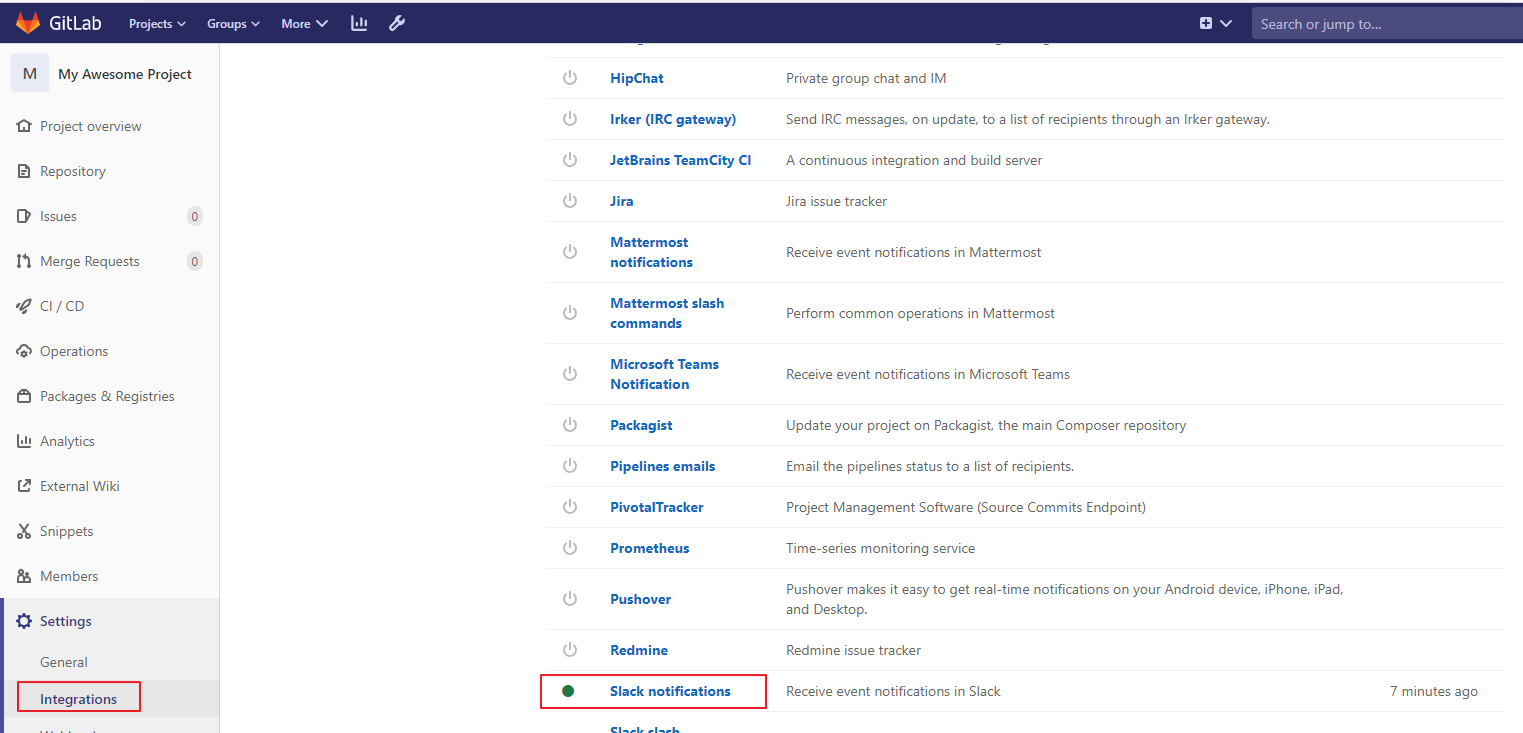 GitLab Projects Groups More Search or jump to...
M My Awesome Project
Project overview
Repository
Issues 0
Merge Requests 0
CI / CD
Operations
Packages & Registries
Analytics
External Wiki
Snippets
Members
Settings
General
Integrations
HipChat Private group chat and IM
Irker (IRC gateway) Send IRC messages, on update, to a list of recipients through an Irker gateway.
JetBrains TeamCity CI A continuous integration and build server
Jira Jira issue tracker
Mattermost
notifications
Receive event notifications in Mattermost
Mattermost slash
commands
Perform common operations in Mattermost
Microsoft Teams
Notification
Receive event notifications in Microsoft Teams
Packagist Update your project on Packagist, the main Composer repository
Pipelines emails Email the pipelines status to a list of recipients.
PivotalTracker Project Management Software (Source Commits Endpoint)
Prometheus Time-series monitoring service
Pushover
Pushover makes it easy to get real-time notifications on your Android device, iPhone, iPad,
and Desktop.
Redmine Redmine issue tracker
Slack notifications Receive event notifications in Slack 7 minutes ago
Slack slash